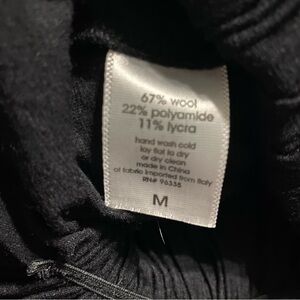 67% wool
22% polyamide
11% lycra
hand wash cold
lay flat to dry
or dry clean
made in China
of fabric imported from Italy
RN# 96335
M